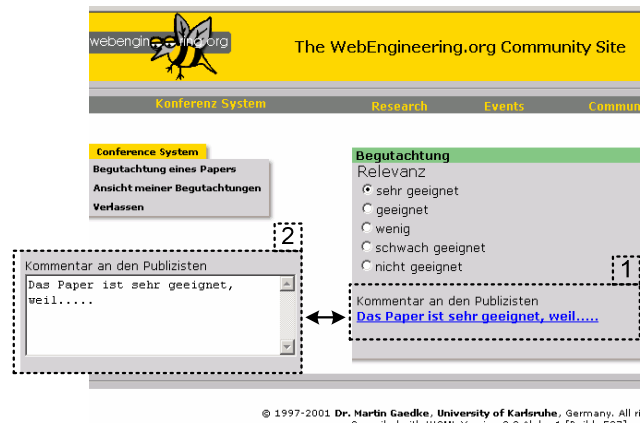 webengineering.org
The WebEngineering.org Community Site
Konferenz System Research Events Commun
Conference System
Begutachtung eines Papers
Ansicht meiner Begutachtungen
Verlassen
Begutachtung
Relevanz
sehr geeignet
geeignet
wenig
schwach geeignet
nicht geeignet
2
Kommentar an den Publizisten
Das Paper ist sehr geeignet,
weil.....
1
Kommentar an den Publizisten
Das Paper ist sehr geeignet, weil.....
© 1997-2001 Dr. Martin Gaedke, University of Karlsruhe, Germany. All ri